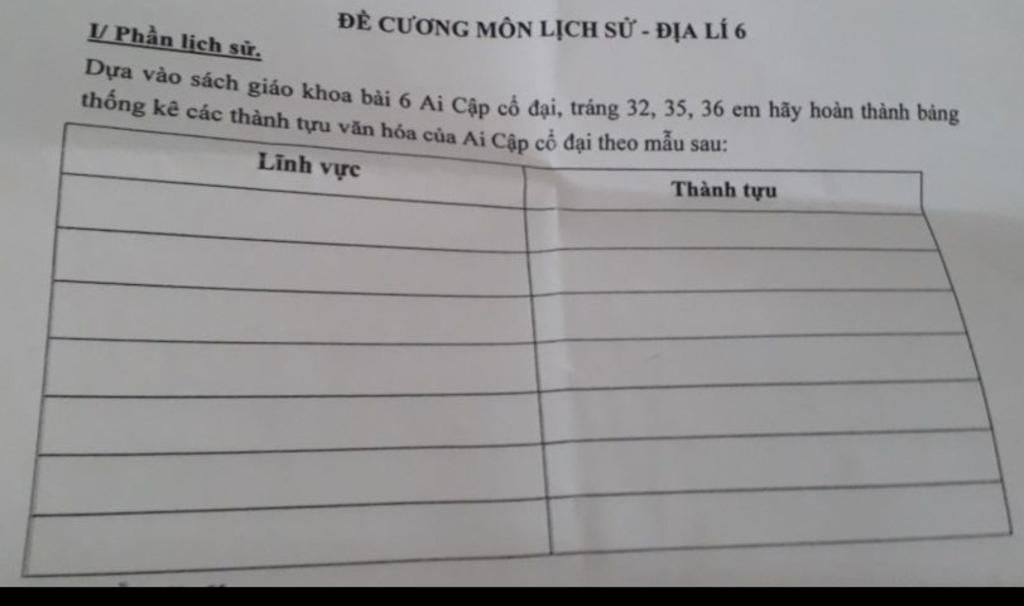 ĐỀ CƯƠNG MÔN LỊCH SỬ - ĐỊA LÍ 6
I/ Phần lịch sử.
Dựa vào sách giáo khoa bài 6 Ai Cập cổ đại, tráng 32, 35, 36 em hãy hoàn thành bảng
thống kê các thành tựu văn hóa của Ai Cập cổ đại theo mẫu sau:
Lĩnh vực
Thành tựu